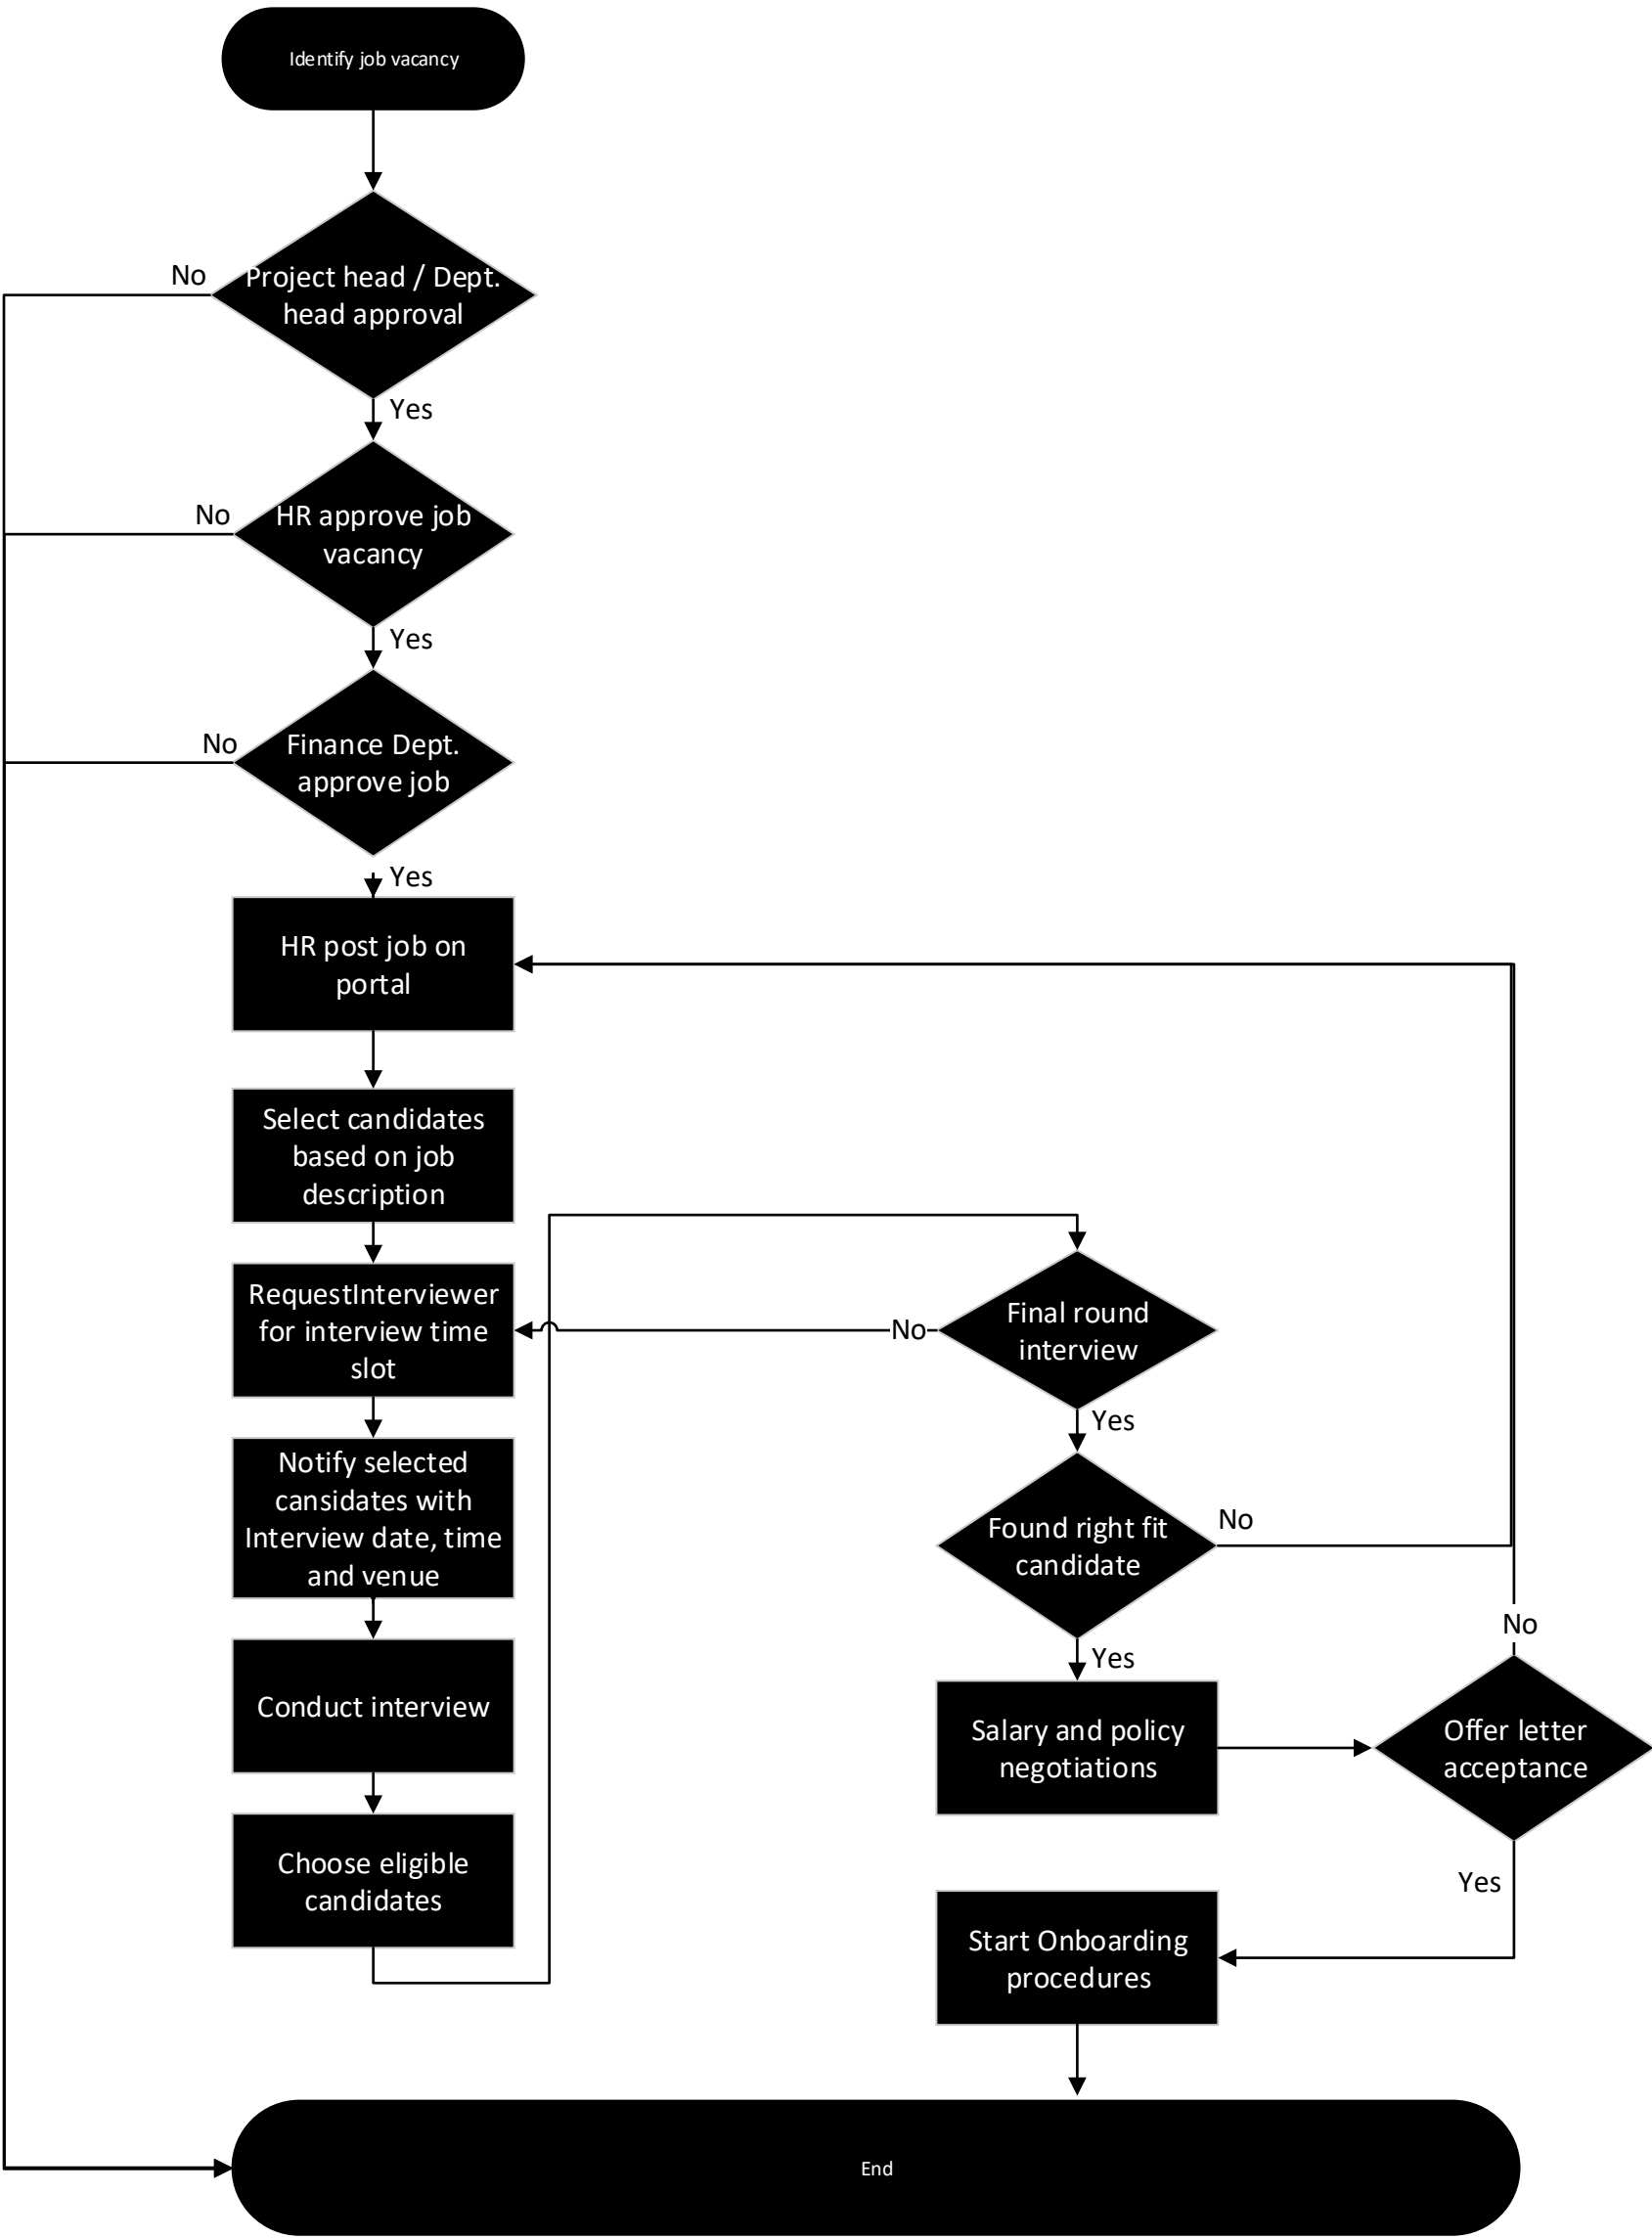 Identify job vacancy
No
Project head / Dept.
head approval
Yes
No
HR approve job
vacancy
Yes
No
Finance Dept.
approve job
Yes
HR post job on
portal
Select candidates
based on job
description
RequestInterviewer
for interview time
slot
Notify selected
cansidates with
Interview date, time
and venue
Conduct interview
Choose eligible
candidates
Final round
interview
No
Yes
Found right fit
candidate
No
Yes
Salary and policy
negotiations
No
Offer letter
acceptance
Yes
Start Onboarding
procedures
End